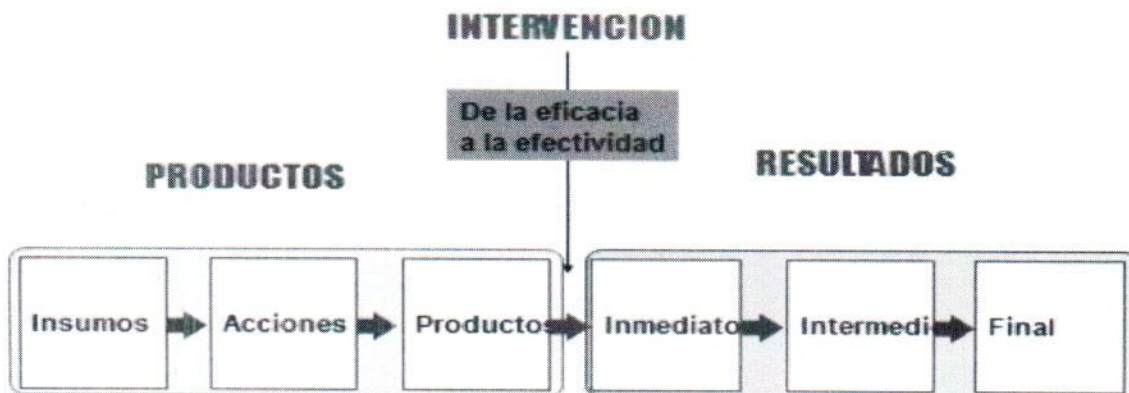 INTERVENCION
De la eficacia
a la efectividad
PRODUCTOS
RESULTADOS
Insumos
Acciones
Productos
Inmediato
Intermedi
Final